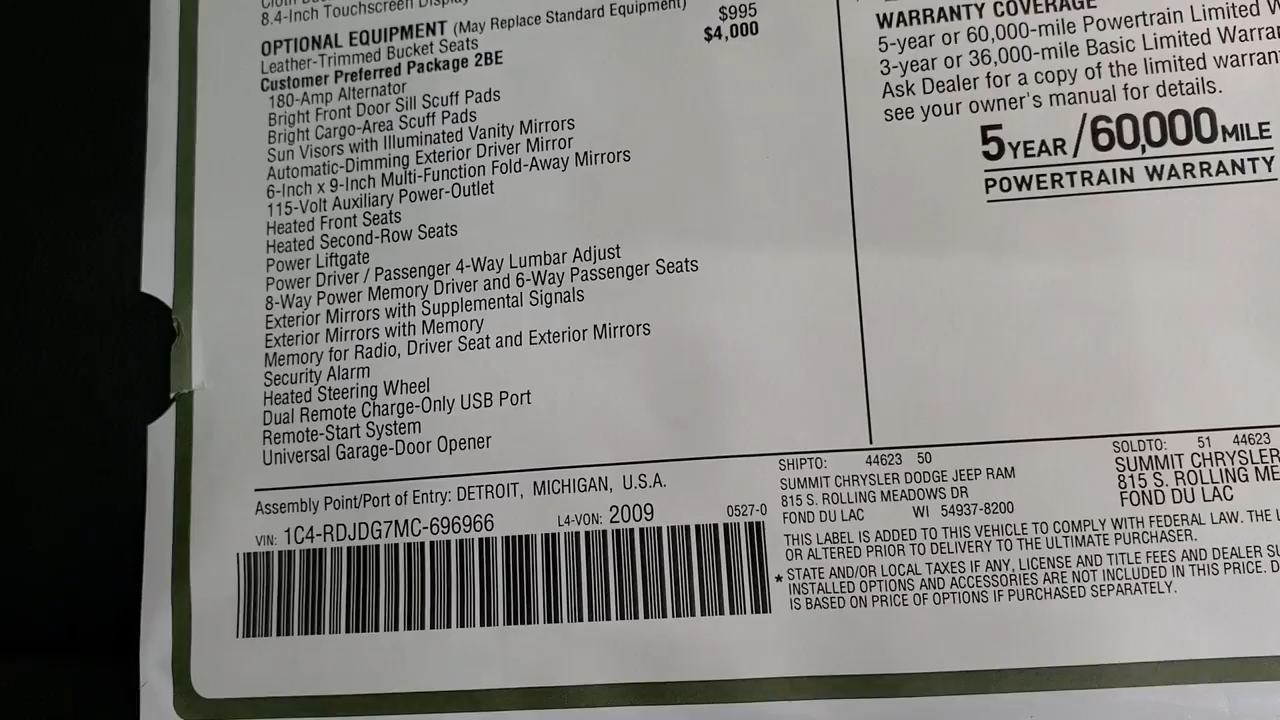 8.4-Inch Touchscreen Display
OPTIONAL EQUIPMENT (May Replace Standard Equipment)
Leather-Trimmed Bucket Seats $995
Customer Preferred Package 2BE $4,000
180-Amp Alternator
Bright Front Door Sill Scuff Pads
Bright Cargo-Area Scuff Pads
Sun Visors with Illuminated Vanity Mirrors
Automatic-Dimming Exterior Driver Mirror
6-Inch x 9-Inch Multi-Function Fold-Away Mirrors
115-Volt Auxiliary Power-Outlet
Heated Front Seats
Heated Second-Row Seats
Power Liftgate
Power Driver / Passenger 4-Way Lumbar Adjust
8-Way Power Memory Driver and 6-Way Passenger Seats
Exterior Mirrors with Supplemental Signals
Exterior Mirrors with Memory
Memory for Radio, Driver Seat and Exterior Mirrors
Security Alarm
Heated Steering Wheel
Dual Remote Charge-Only USB Port
Remote-Start System
Universal Garage-Door Opener
WARRANTY COVERAGE
5-year or 60,000-mile Powertrain Limited
3-year or 36,000-mile Basic Limited
Ask Dealer for a copy of the limited
see your owner's manual for details.
5 YEAR / 60,000 MILE
POWERTRAIN WARRANTY
Assembly Point/Port of Entry: DETROIT, MICHIGAN, U.S.A.
VIN: 1C4-RDJDG7MC-696966 L4-VON: 2009 0527-0
SHIPTO: 44623 50
SUMMIT CHRYSLER DODGE JEEP RAM
815 S. ROLLING MEADOWS DR
FOND DU LAC WI 54937-8200
SOLDTO: 51 44623
SUMMIT CHRYSLER
815 S. ROLLING
FOND DU LAC
THIS LABEL IS ADDED TO THIS VEHICLE TO COMPLY WITH FEDERAL LAW. THE
OR ALTERED PRIOR TO DELIVERY TO THE ULTIMATE PURCHASER.
* STATE AND/OR LOCAL TAXES IF ANY, LICENSE AND TITLE FEES AND DEALER
INSTALLED OPTIONS AND ACCESSORIES ARE NOT INCLUDED IN THIS PRICE.
IS BASED ON PRICE OF OPTIONS IF PURCHASED SEPARATELY.